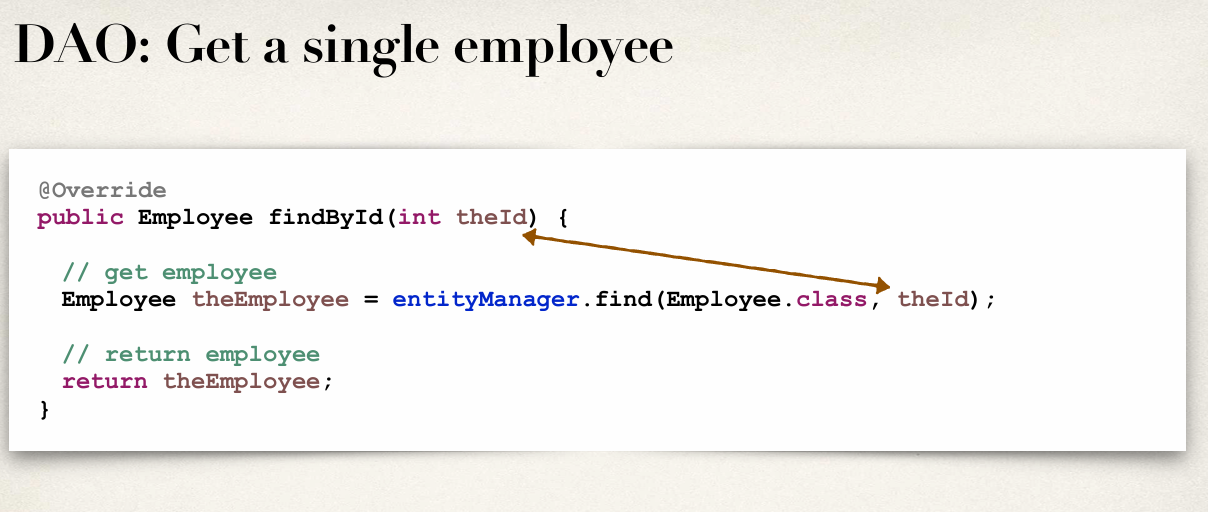 DAO: Get a single employee
@Override
public Employee findById(int theId) {
// get employee
Employee theEmployee = entityManager.find(Employee.class, theId);
// return employee
return theEmployee;
}